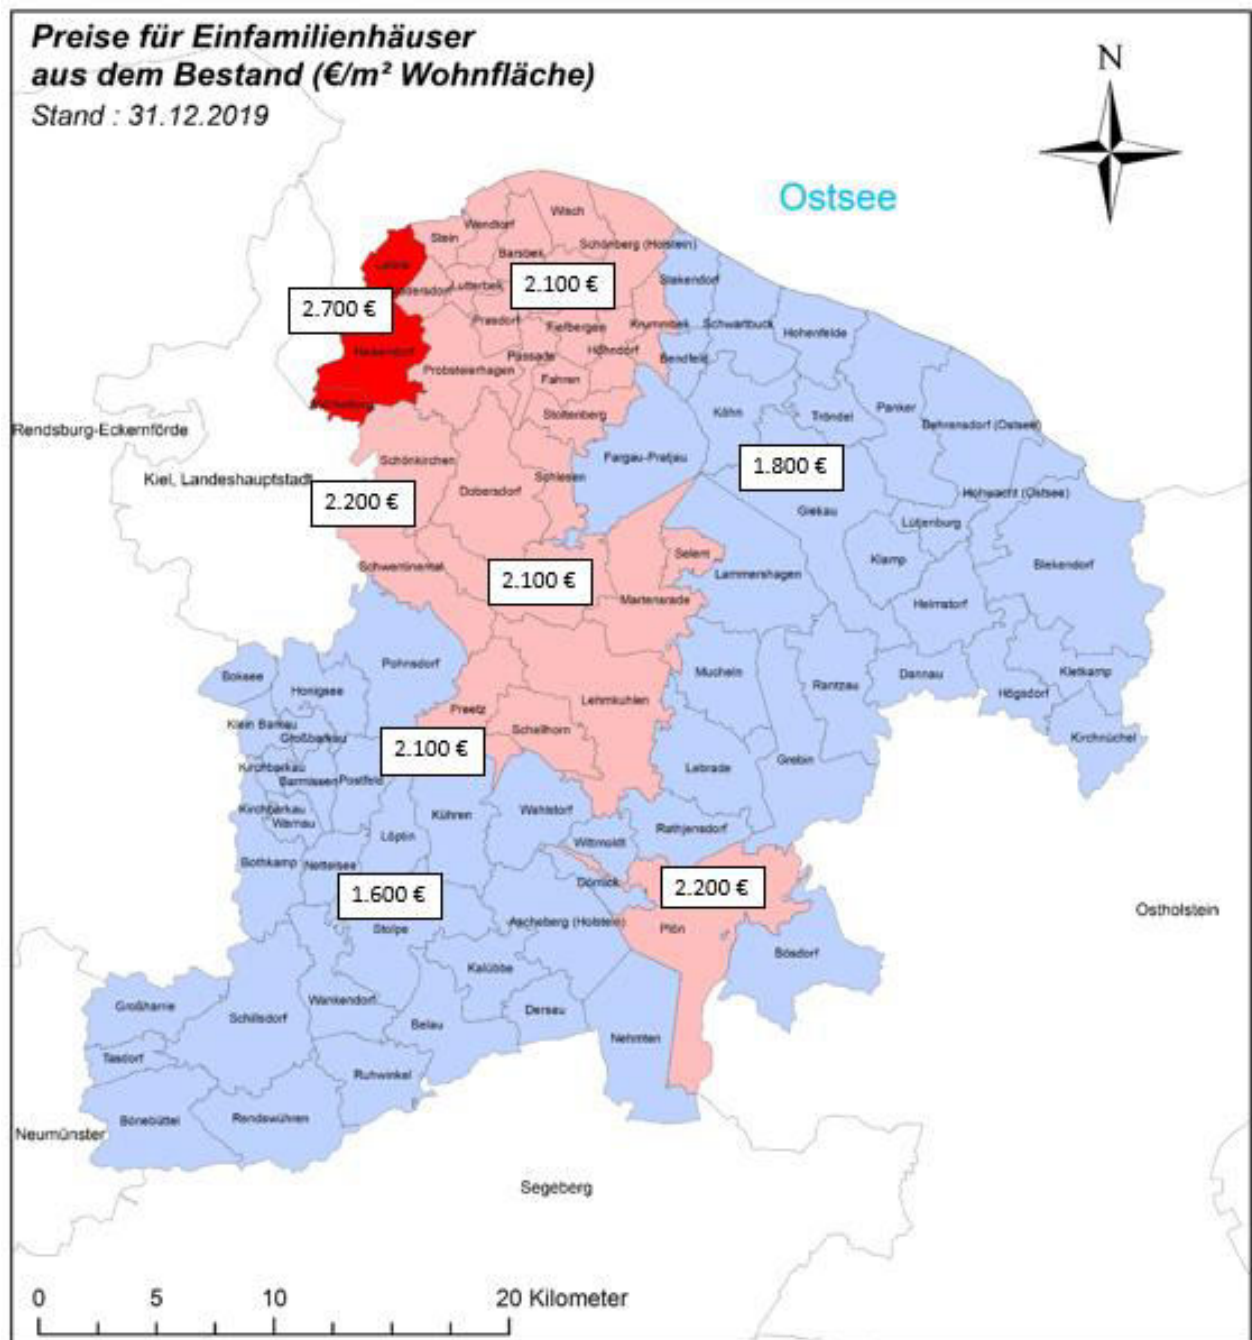 Preise für Einfamilienhäuser
aus dem Bestand (€/m² Wohnfläche)
Stand : 31.12.2019
N
Ostsee
Wisch
Wendtorf
Stein
Schönberg (Holstein)
Barsbek
Laboe
Stakendorf
Lutterbek
2.100 €
2.700 €
Prasdorf
Fiefbergen
Krummbek
Schwartbuck
Hohenfelde
Heikendorf
Passade
Höhndorf
Bendfeld
Probsteierhagen
Fahren
Mönkeberg
Stoltenberg
Köhn
Tröndel
Panker
Behrensdorf (Ostsee)
Rendsburg-Eckernförde
Schönkirchen
Fargau-Pratjau
1.800 €
Kiel, Landeshauptstadt
Dobersdorf
Schlesen
Hohwacht (Ostsee)
2.200 €
Giekau
Lütjenburg
Schwentinental
Selent
Klamp
Blekendorf
2.100 €
Lammershagen
Martensrade
Helmstorf
Pohnsdorf
Boksee
Honigsee
Mucheln
Rantzau
Dannau
Kletkamp
Högsdorf
Lehmkuhlen
Preetz
Klein Barkau
Schellhorn
Großbarkau
Kirchnüchel
2.100 €
Kirchbarkau
Barmissen
Postfeld
Lebrade
Grebin
Kirchbarkau
Warnau
Löptin
Kühren
Wahlstorf
Rathjensdorf
Wittmoldt
Bothkamp
Nettelsee
Dörnick
2.200 €
1.600 €
Stolpe
Ascheberg (Holstein)
Plön
Ostholstein
Bösdorf
Kalübbe
Großharrie
Wankendorf
Schillsdorf
Belau
Dersau
Nehmten
Tasdorf
Ruhwinkel
Bönebüttel
Rendswühren
Neumünster
Segeberg
0 5 10 20 Kilometer